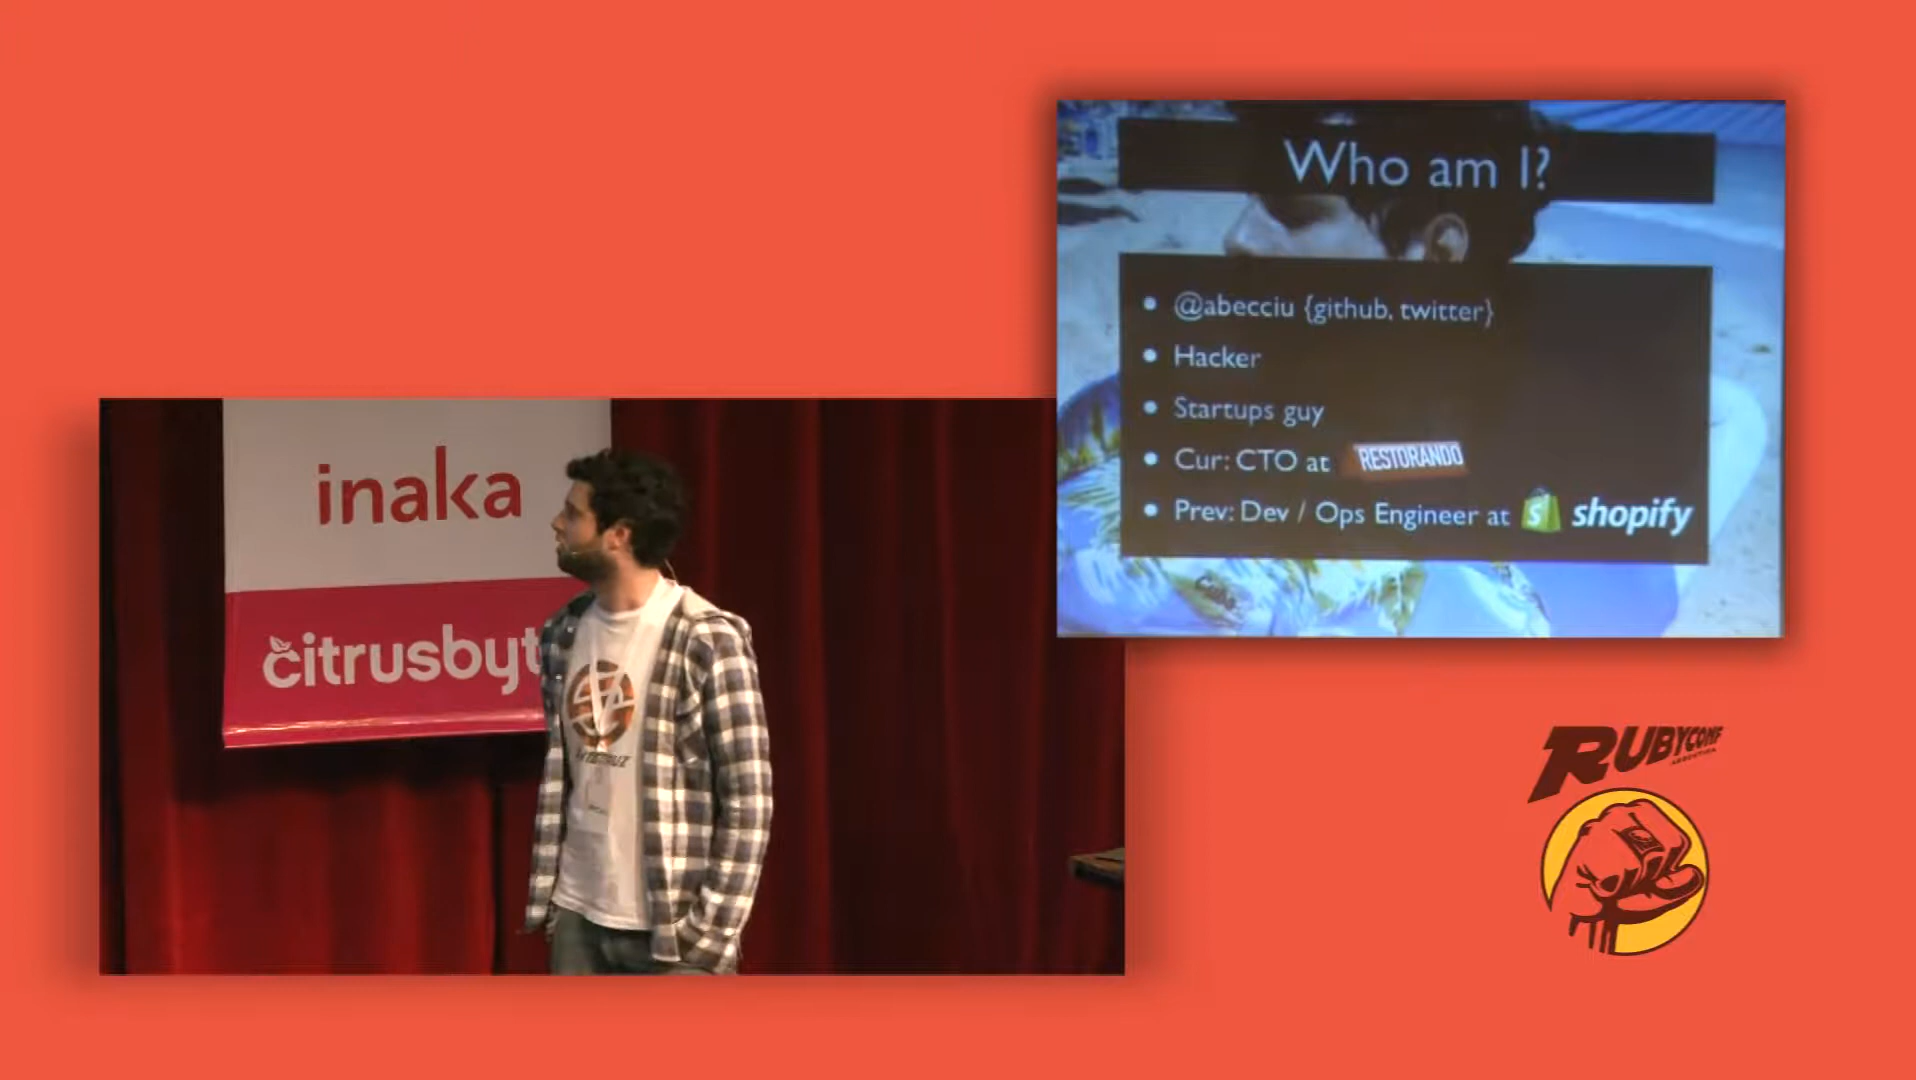 Who am I?
@abecciu {github, twitter}
Hacker
Startups guy
Cur: CTO at RESTORANDO
Prev: Dev / Ops Engineer at shopify
inaka
citrusbyt
RUBYCONF
ARGENTINA